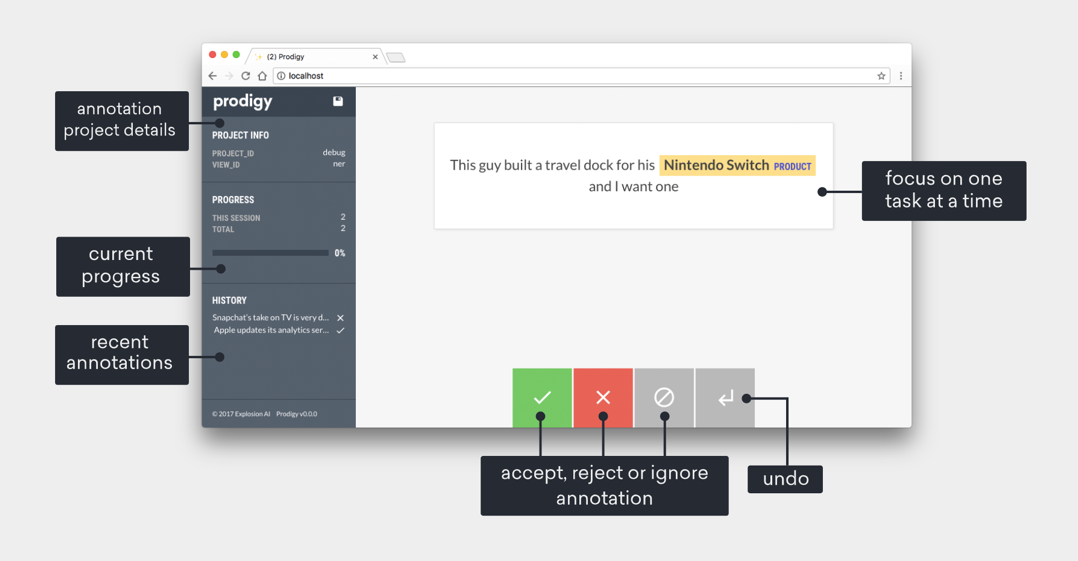 (2) Prodigy
localhost
prodigy
annotation
project details
PROJECT INFO
PROJECT_ID debug
VIEW_ID ner
PROGRESS
THIS SESSION 2
TOTAL 2
0%
current
progress
HISTORY
Snapchat's take on TV is very d...
Apple updates its analytics ser...
recent
annotations
© 2017 Explosion AI Prodigy v0.0.0
This guy built a travel dock for his Nintendo Switch PRODUCT
and I want one
focus on one
task at a time
accept, reject or ignore
annotation
undo